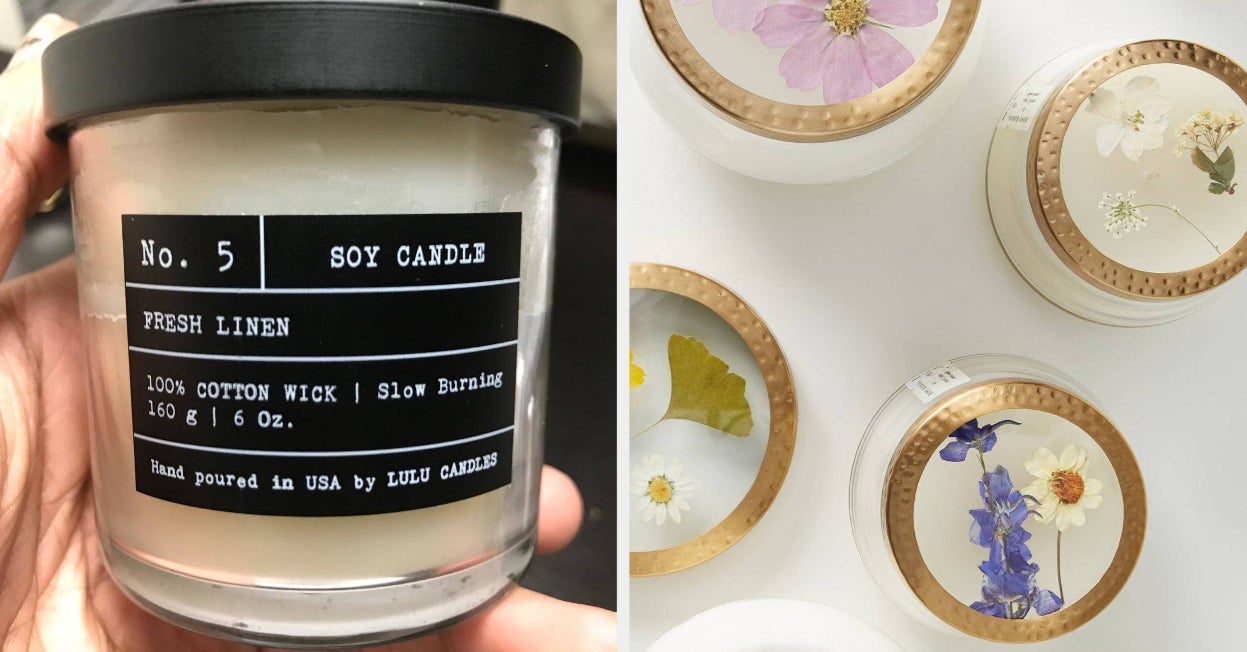 No. 5
SOY CANDLE
FRESH LINEN
100% COTTON WICK | Slow Burning
160 g | 6 Oz.
Hand poured in USA by LULU CANDLES